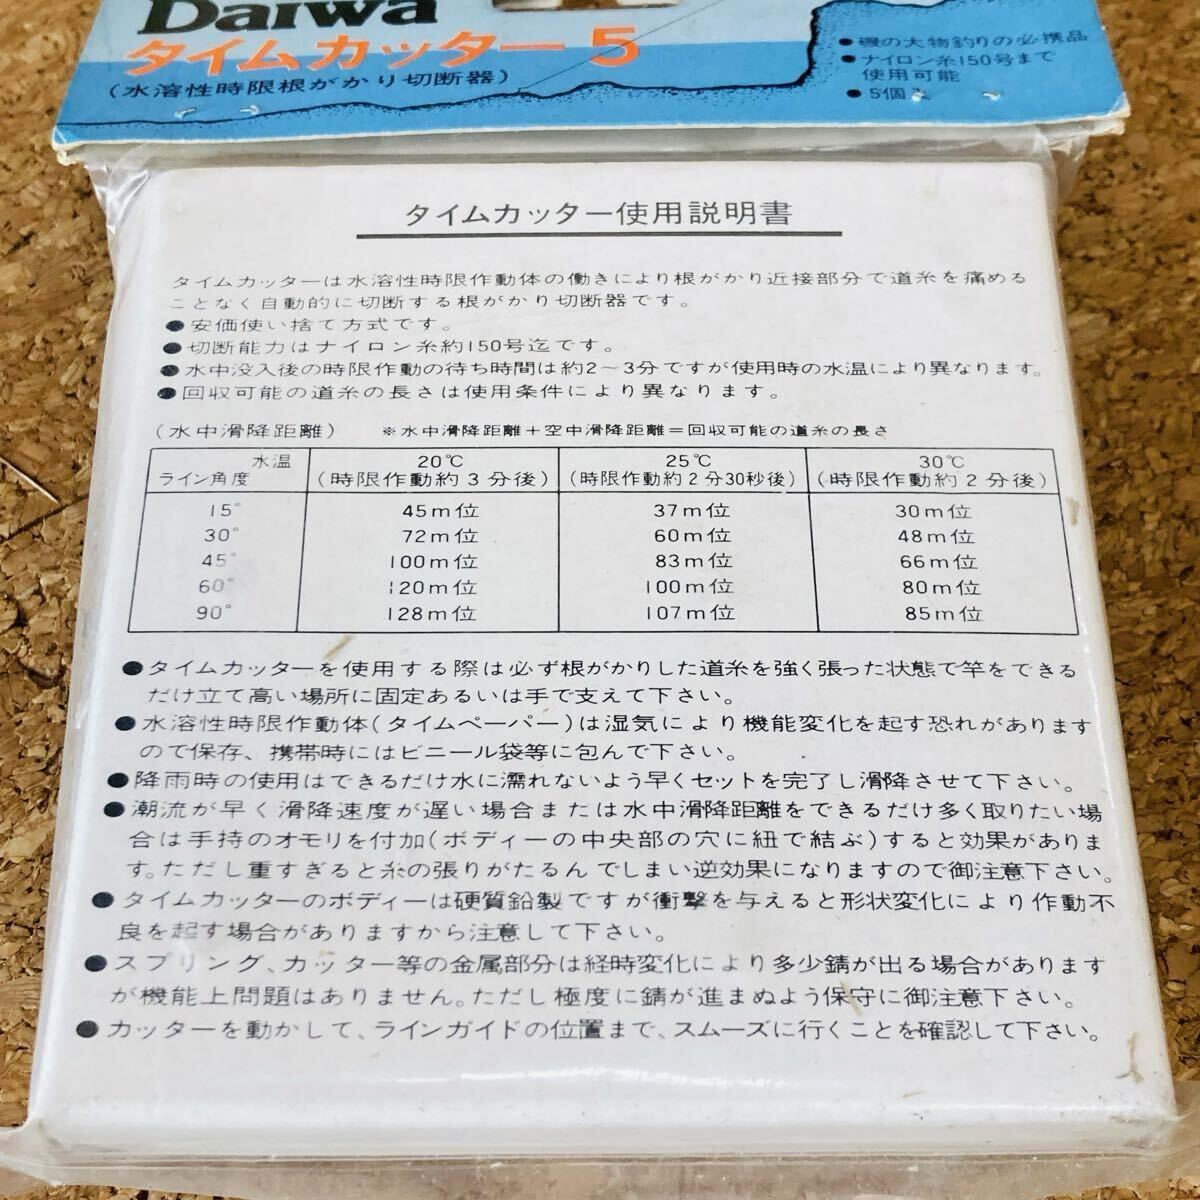 Daiwa
タイムカッター 5
(水溶性時限根がかり切断器)
●磯の大物釣りの必携品
●ナイロン糸150号まで
使用可能
●5個入
タイムカッター使用説明書
タイムカッターは水溶性時限作動体の働きにより根がかり近接部分で道糸を痛める
ことなく自動的に切断する根がかり切断器です。
●安価使い捨て方式です。
●切断能力はナイロン糸約150号迄です。
●水中没入後の時限作動の待ち時間は約2～3分ですが使用時の水温により異なります。
●回収可能の道糸の長さは使用条件により異なります。
(水中滑降距離) ※水中滑降距離＋空中滑降距離＝回収可能の道糸の長さ
水温 20℃ 25℃ 30℃
ライン角度 (時限作動約3分後) (時限作動約2分30秒後) (時限作動約2分後)
15° 45m位 37m位 30m位
30° 72m位 60m位 48m位
45° 100m位 83m位 66m位
60° 120m位 100m位 80m位
90° 128m位 107m位 85m位
●タイムカッターを使用する際は必ず根がかりした道糸を強く張った状態で竿をできる
だけ立て高い場所に固定あるいは手で支えて下さい。
●水溶性時限作動体(タイムペーパー)は湿気により機能変化を起す恐れがあります
ので保存、携帯時にはビニール袋等に包んで下さい。
●降雨時の使用はできるだけ水に濡れないよう早くセットを完了し滑降させて下さい。
●潮流が早く滑降速度が遅い場合または水中滑降距離をできるだけ多く取りたい場
合は手持のオモリを付加(ボディーの中央部の穴に紐で結ぶ)すると効果がありま
す。ただし重すぎると糸の張りがたるんでしまい逆効果になりますので御注意下さい。
●タイムカッターのボディーは硬質鉛製ですが衝撃を与えると形状変化により作動不
良を起す場合がありますから注意して下さい。
●スプリング、カッター等の金属部分は経時変化により多少錆が出る場合があります
が機能上問題はありません。ただし極度に錆が進まぬよう保守に御注意下さい。
●カッターを動かして、ラインガイドの位置まで、スムーズに行くことを確認して下さい。